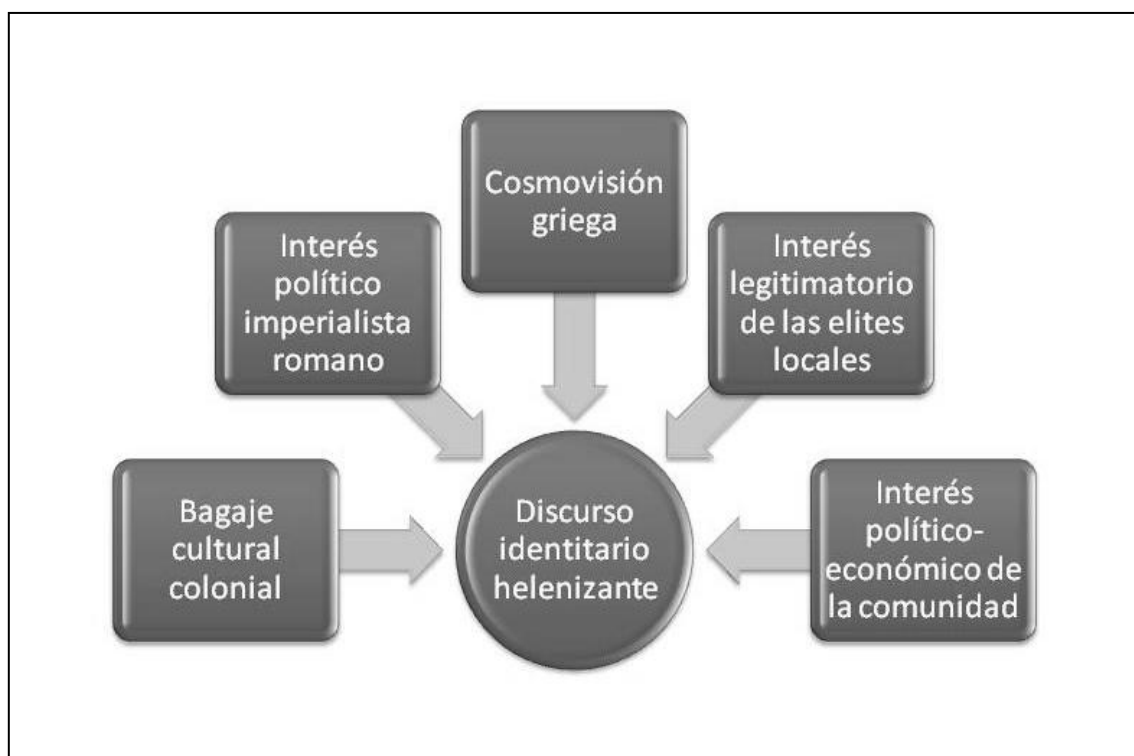 Cosmovisión
griega
Interés
político
imperialista
romano
Interés
legitimatorio
de las elites
locales
Bagaje
cultural
colonial
Discurso
identitario
helenizante
Interés
político-
económico de
la comunidad